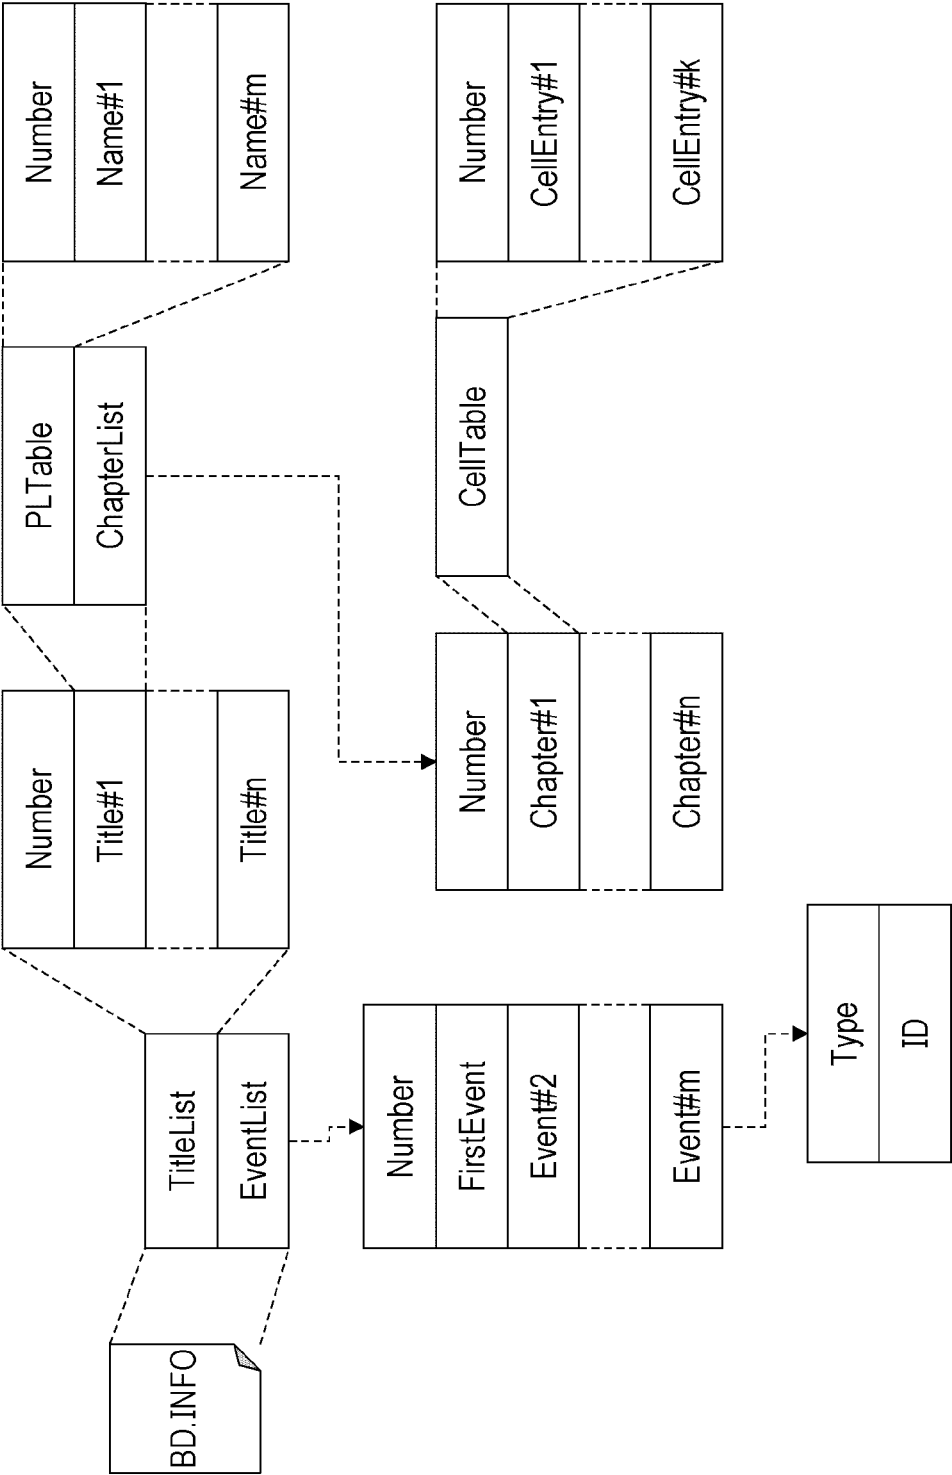 BD.INFO
TitleList
EventList
Number
Title#1
Title#n
PLTable
ChapterList
Number
Name#1
Name#m
Number
FirstEvent
Event#2
Event#m
Type
ID
Number
Chapter#1
Chapter#n
CellTable
Number
CellEntry#1
CellEntry#k